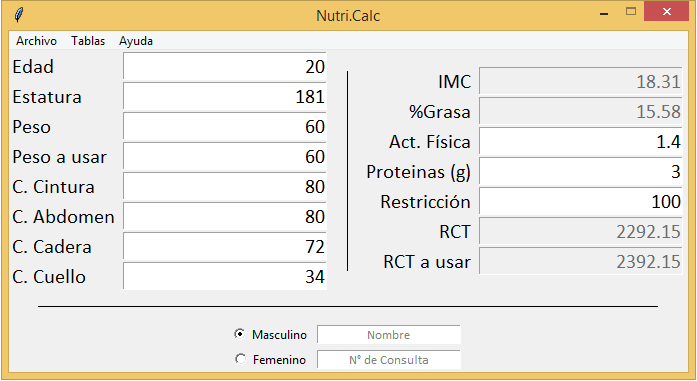 Nutri.Calc
Archivo Tablas Ayuda
Edad 20
Estatura 181
Peso 60
Peso a usar 60
C. Cintura 80
C. Abdomen 80
C. Cadera 72
C. Cuello 34
IMC 18.31
%Grasa 15.58
Act. Física 1.4
Proteinas (g) 3
Restricción 100
RCT 2292.15
RCT a usar 2392.15
Masculino Nombre
Femenino N° de Consulta